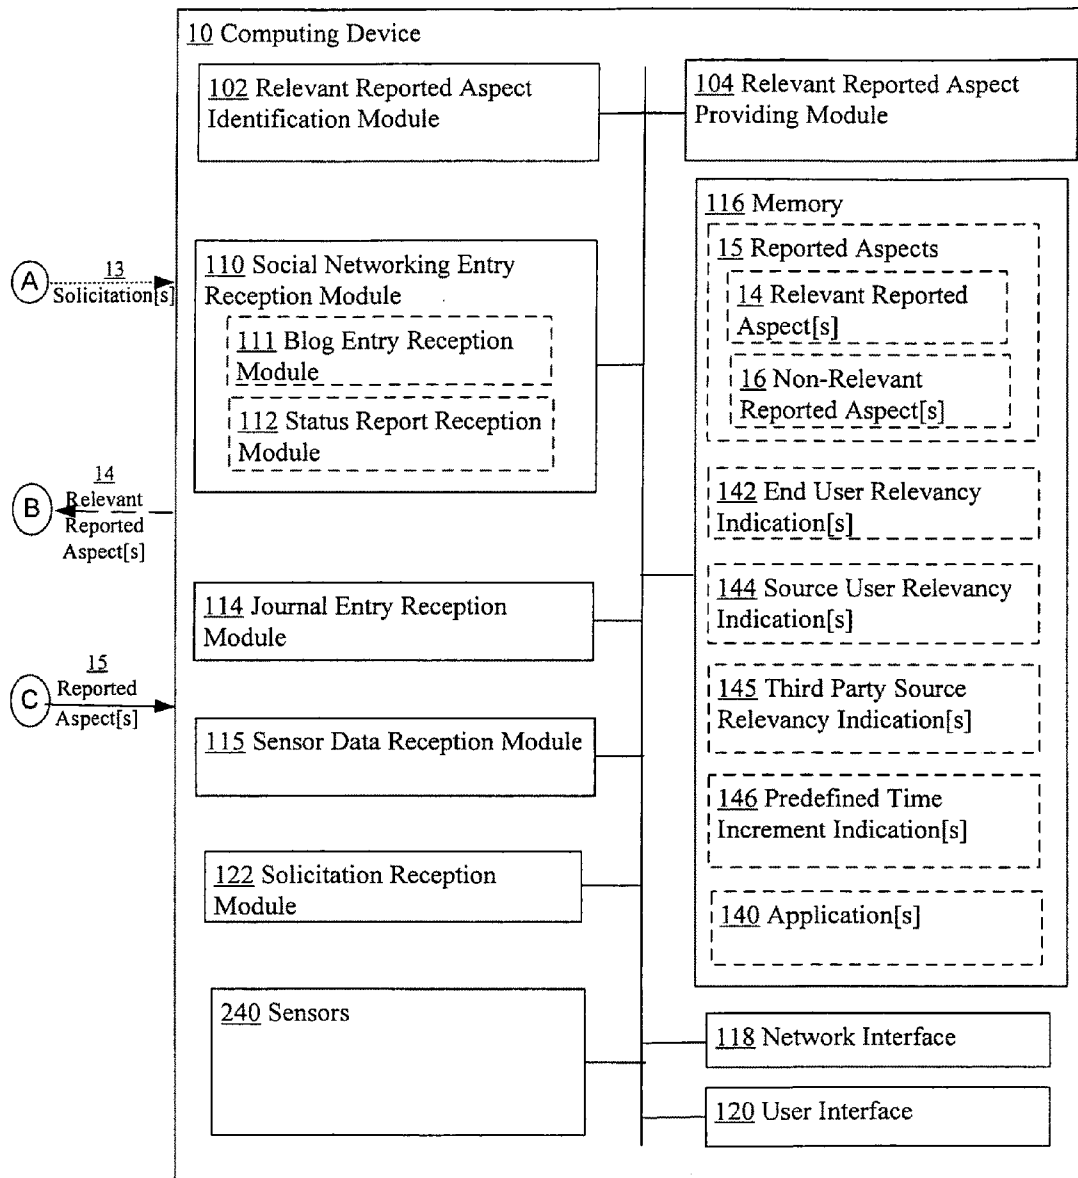 10 Computing Device
102 Relevant Reported Aspect
Identification Module
104 Relevant Reported Aspect
Providing Module
A
13
Solicitation[s]
110 Social Networking Entry
Reception Module
111 Blog Entry Reception
Module
112 Status Report Reception
Module
B
14
Relevant
Reported
Aspect[s]
114 Journal Entry Reception
Module
C
15
Reported
Aspect[s]
115 Sensor Data Reception Module
122 Solicitation Reception
Module
240 Sensors
116 Memory
15 Reported Aspects
14 Relevant Reported
Aspect[s]
16 Non-Relevant
Reported Aspect[s]
142 End User Relevancy
Indication[s]
144 Source User Relevancy
Indication[s]
145 Third Party Source
Relevancy Indication[s]
146 Predefined Time
Increment Indication[s]
140 Application[s]
118 Network Interface
120 User Interface